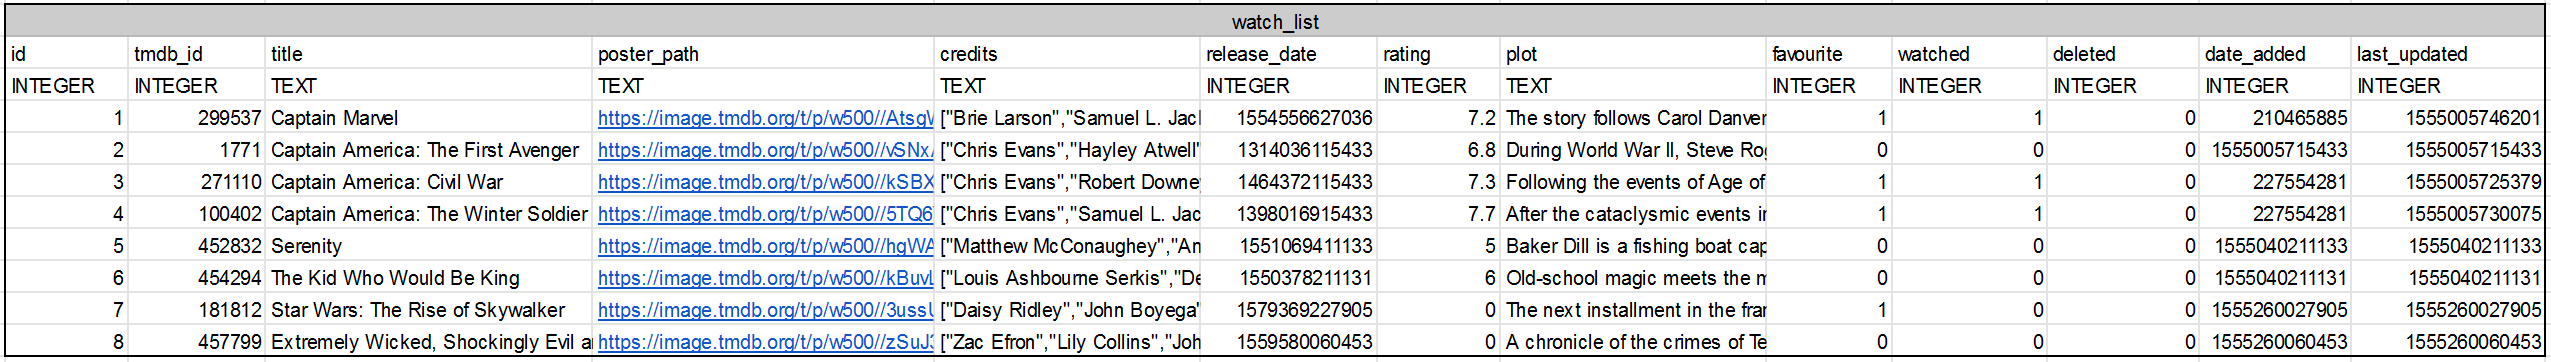 watch_list
id tmdb_id title poster_path credits release_date rating plot favourite watched deleted date_added last_updated
INTEGER INTEGER TEXT TEXT TEXT INTEGER INTEGER TEXT INTEGER INTEGER INTEGER INTEGER INTEGER
1 299537 Captain Marvel https://image.tmdb.org/t/p/w500//Atsg ["Brie Larson","Samuel L. Jac 1554556627036 7.2 The story follows Carol Danver 1 1 0 210465885 1555005746201
2 1771 Captain America: The First Avenger https://image.tmdb.org/t/p/w500//vSNx ["Chris Evans","Hayley Atwell" 1314036115433 6.8 During World War II, Steve Ro 0 0 0 1555005715433 1555005715433
3 271110 Captain America: Civil War https://image.tmdb.org/t/p/w500//kSBX ["Chris Evans","Robert Downe 1464372115433 7.3 Following the events of Age of 1 1 0 227554281 1555005725379
4 100402 Captain America: The Winter Soldier https://image.tmdb.org/t/p/w500//5TQ6 ["Chris Evans","Samuel L. Jac 1398016915433 7.7 After the cataclysmic events i 1 1 0 227554281 1555005730075
5 452832 Serenity https://image.tmdb.org/t/p/w500//hgWA ["Matthew McConaughey","An 1551069411133 5 Baker Dill is a fishing boat cap 0 0 0 1555040211133 1555040211133
6 454294 The Kid Who Would Be King https://image.tmdb.org/t/p/w500//kBuv ["Louis Ashbourne Serkis","De 1550378211131 6 Old-school magic meets the m 0 0 0 1555040211131 1555040211131
7 181812 Star Wars: The Rise of Skywalker https://image.tmdb.org/t/p/w500//3uss ["Daisy Ridley","John Boyega" 1579369227905 0 The next installment in the fra 1 0 0 1555260027905 1555260027905
8 457799 Extremely Wicked, Shockingly Evil a https://image.tmdb.org/t/p/w500//zSuJ ["Zac Efron","Lily Collins","Joh 1559580060453 0 A chronicle of the crimes of Te 0 0 0 1555260060453 1555260060453